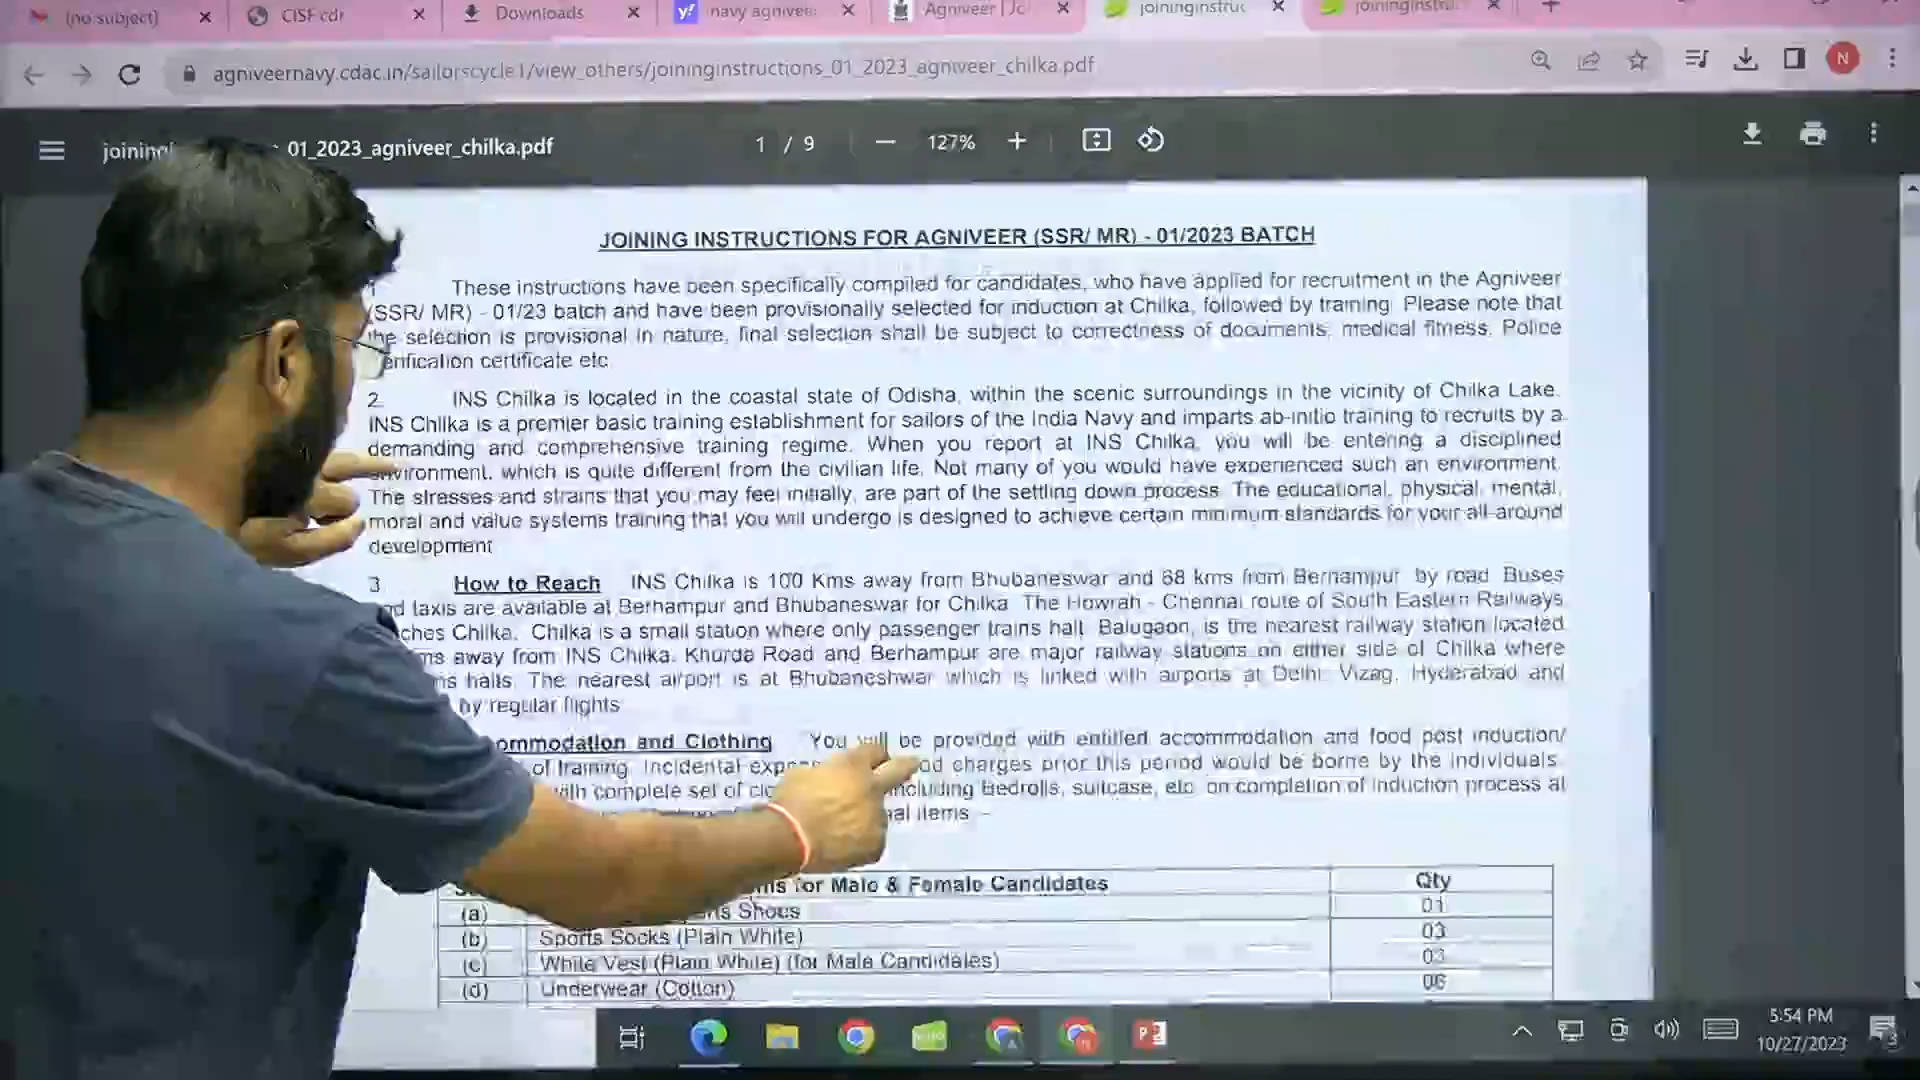 (no subject)
CISF cdr
Downloads
navy agniveer
Agniveer | Jo
joininginstruc
joininginstru
agniveernavy.cdac.in/sailorscycle1/view_others/joininginstructions_01_2023_agniveer_chilka.pdf
N
01_2023_agniveer_chilka.pdf
1 / 9
127%
JOINING INSTRUCTIONS FOR AGNIVEER (SSR/ MR) - 01/2023 BATCH
1 These instructions have been specifically compiled for candidates, who have applied for recruitment in the Agniveer
(SSR/ MR) - 01/23 batch and have been provisionally selected for induction at Chilka, followed by training Please note that
the selection is provisional in nature, final selection shall be subject to correctness of documents, medical fitness, Police
erification certificate etc
2. INS Chilka is located in the coastal state of Odisha, within the scenic surroundings in the vicinity of Chilka Lake.
INS Chilka is a premier basic training establishment for sailors of the India Navy and imparts ab-initio training to recruits by a
demanding and comprehensive training regime. When you report at INS Chilka, you will be entering a disciplined
environment, which is quite different from the civilian life. Not many of you would have experienced such an environment.
The stresses and strains that you may feel initially, are part of the settling down process. The educational, physical, mental,
moral and value systems training that you will undergo is designed to achieve certain minimum standards for your all-around
development
3 How to Reach INS Chilka is 100 Kms away from Bhubaneswar and 68 kms from Berhampur by road Buses
nd taxis are available at Berhampur and Bhubaneswar for Chilka The Howrah - Chennai route of South Eastern Railways
ches Chilka. Chilka is a small station where only passenger trains halt Balugaon, is the nearest railway station located
ms away from INS Chilka. Khurda Road and Berhampur are major railway stations on either side of Chilka where
ns halts. The nearest airport is at Bhubaneshwar which is linked with airports at Delhi, Vizag, Hyderabad and
by regular flights
ommodation and Clothing You will be provided with entitled accommodation and food post induction/
of training. Incidental charges prior this period would be borne by the individuals
with complete set of including Bedrolls, suitcase, etc on completion of induction process at
items :-
for Male & Female Candidates Qty
(a) Shoes 01
(b) Sports Socks (Plain White) 03
(c) White Vest (Plain White) (for Male Candidates) 03
(d) Underwear (Cotton) 06
5:54 PM
10/27/2023
3